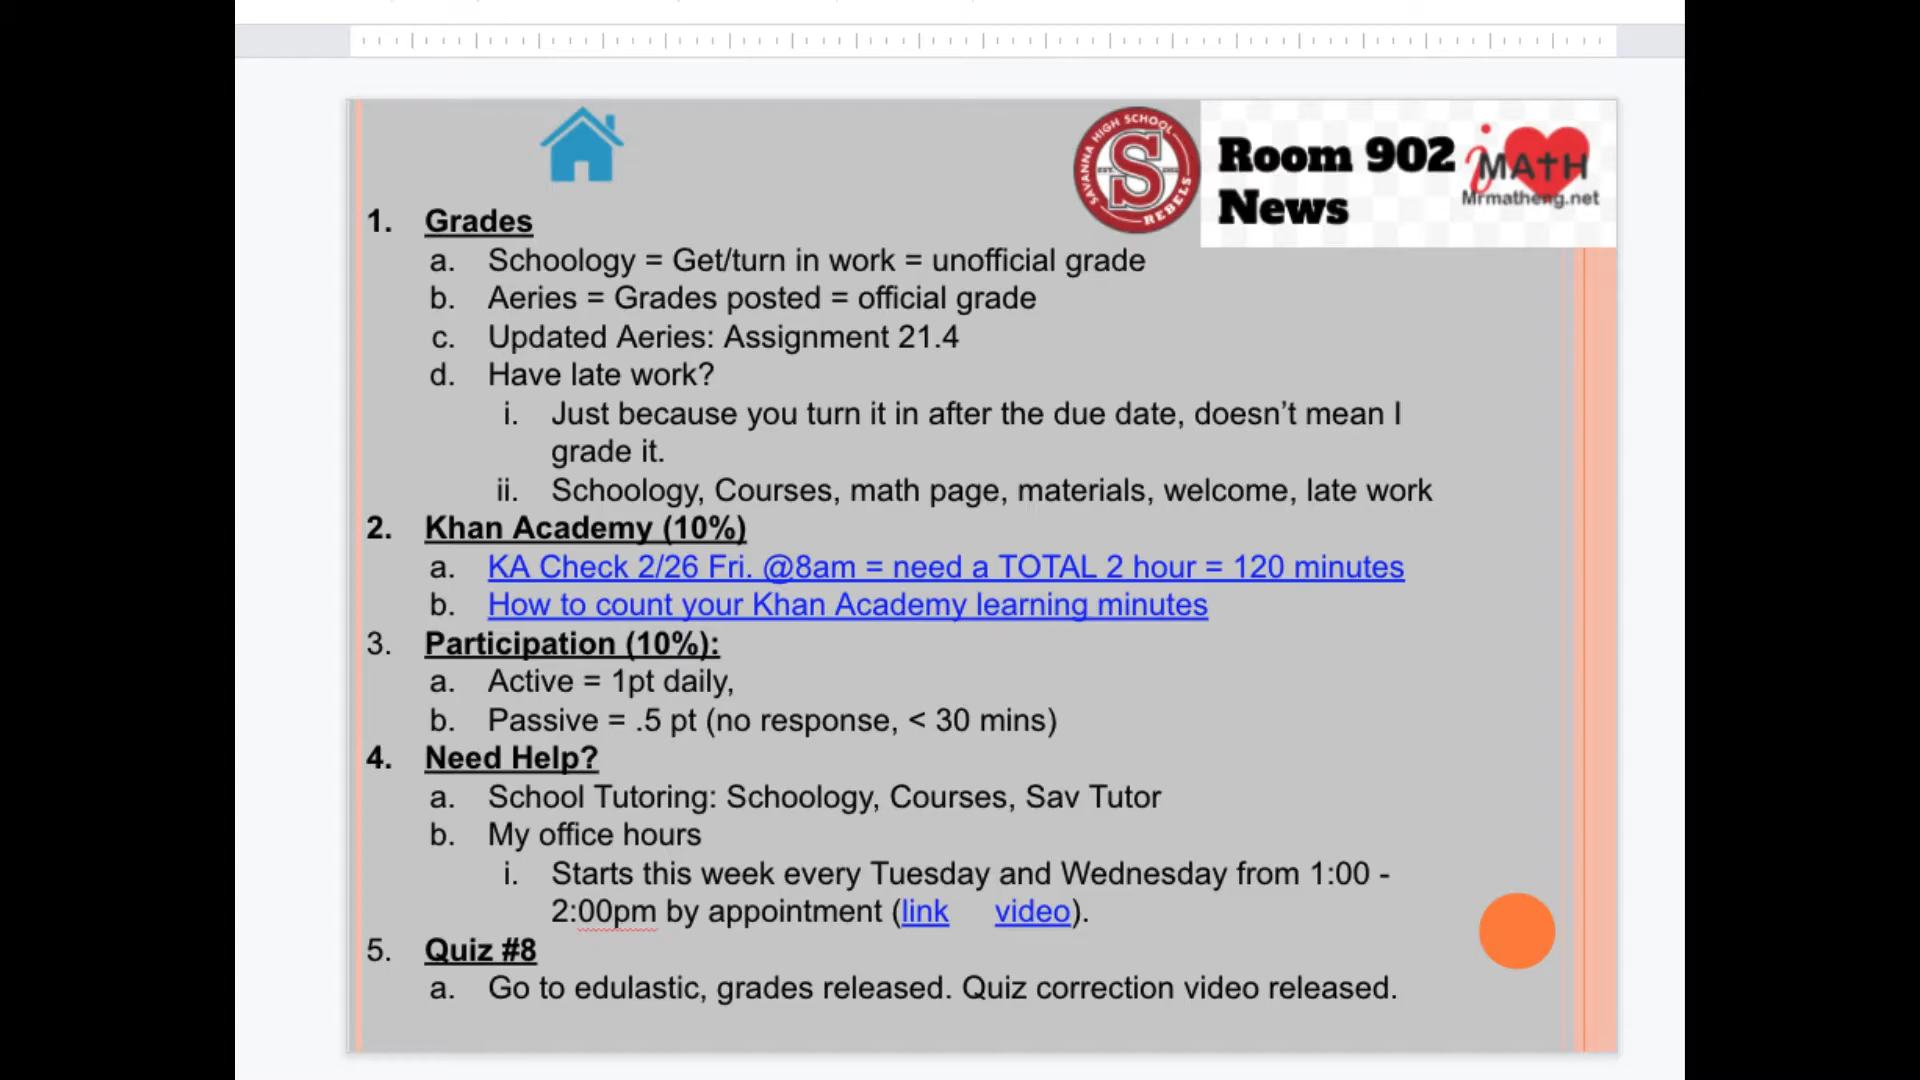 SAVANNA HIGH SCHOOL
EST.
S
REBELS
Room 902
News
i MATH
Mrmatheng.net
1. Grades
a. Schoology = Get/turn in work = unofficial grade
b. Aeries = Grades posted = official grade
c. Updated Aeries: Assignment 21.4
d. Have late work?
i. Just because you turn it in after the due date, doesn’t mean I
grade it.
ii. Schoology, Courses, math page, materials, welcome, late work
2. Khan Academy (10%)
a. KA Check 2/26 Fri. @8am = need a TOTAL 2 hour = 120 minutes
b. How to count your Khan Academy learning minutes
3. Participation (10%):
a. Active = 1pt daily,
b. Passive = .5 pt (no response, < 30 mins)
4. Need Help?
a. School Tutoring: Schoology, Courses, Sav Tutor
b. My office hours
i. Starts this week every Tuesday and Wednesday from 1:00 -
2:00pm by appointment (link video).
5. Quiz #8
a. Go to edulastic, grades released. Quiz correction video released.